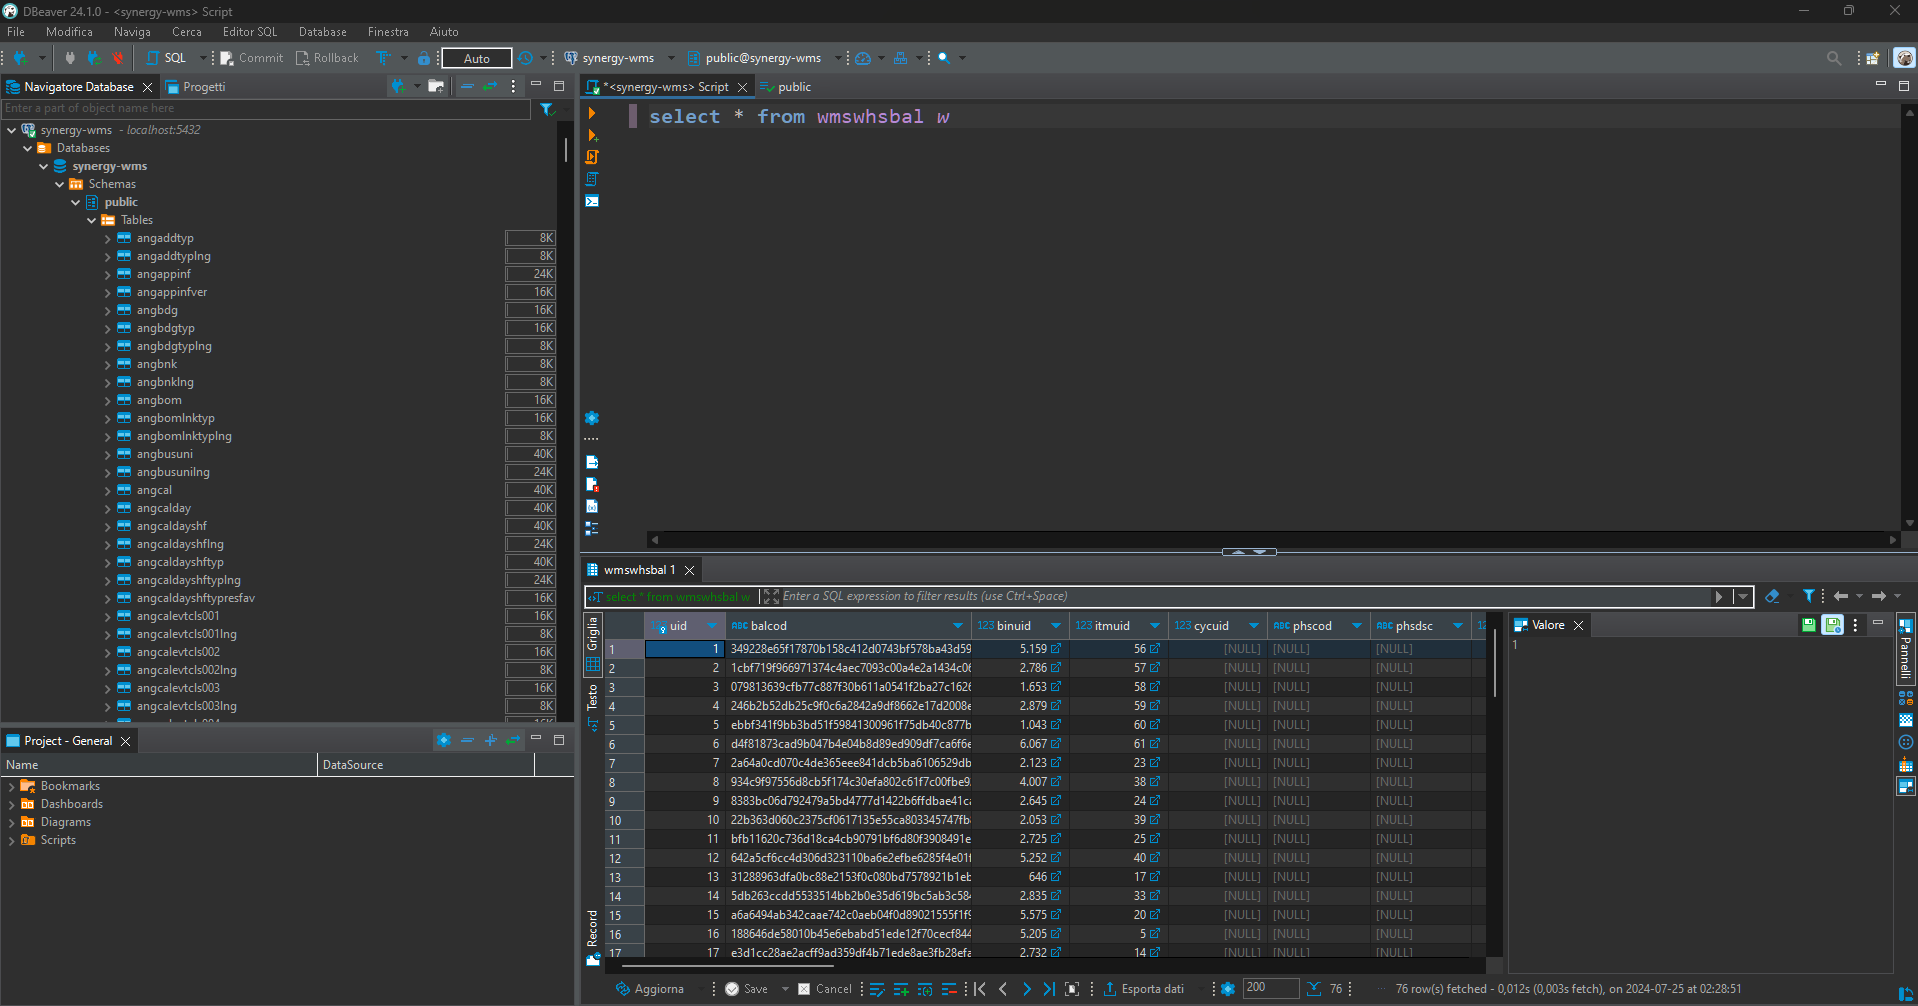 DBeaver 24.1.0 - <synergy-wms> Script
File Modifica Naviga Cerca Editor SQL Database Finestra Aiuto
SQL Commit Rollback Auto synergy-wms public@synergy-wms
Navigatore Database Progetti
Enter a part of object name here
synergy-wms - localhost:5432
Databases
synergy-wms
Schemas
public
Tables
angaddtyp 8K
angaddtyplng 8K
angappinf 24K
angappinfver 16K
angbdg 16K
angbdgtyp 16K
angbdgtyplng 8K
angbnk 8K
angbnklng 8K
angbom 16K
angbomlnktyp 16K
angbomlnktyplng 8K
angbusuni 40K
angbusunilng 24K
angcal 40K
angcalday 40K
angcaldayshf 40K
angcaldayshflng 24K
angcaldayshftyp 40K
angcaldayshftyplng 24K
angcaldayshftypresfav 16K
angcalevtcls001 16K
angcalevtcls001lng 8K
angcalevtcls002 16K
angcalevtcls002lng 8K
angcalevtcls003 16K
angcalevtcls003lng 8K
Project - General
Name DataSource
Bookmarks
Dashboards
Diagrams
Scripts
*<synergy-wms> Script public
select * from wmswhsbal w
wmswhsbal 1
select * from wmswhsbal w Enter a SQL expression to filter results (use Ctrl+Space)
Griglia
Testo
Record
123 uid ABC balcod 123 binuid 123 itmuid 123 cycuid ABC phscod ABC phsdsc
1 1 349228e65f17870b158c412d0743bf578ba43d59 5.159 56 [NULL] [NULL] [NULL]
2 2 1cbf719f966971374c4aec7093c00a4e2a1434c06 2.786 57 [NULL] [NULL] [NULL]
3 3 079813639cfb77c887f30b611a0541f2ba27c1626 1.653 58 [NULL] [NULL] [NULL]
4 4 246b2b52db25c9f0c6a2842a9df8662e17d2008e 2.879 59 [NULL] [NULL] [NULL]
5 5 ebbf341f9bb3bd51f59841300961f75db40c877b 1.043 60 [NULL] [NULL] [NULL]
6 6 d4f81873cad9b047b4e04b8d89ed909df7ca6f6e 6.067 61 [NULL] [NULL] [NULL]
7 7 2a64a0cd070c4de365eee841dcb5ba6106529db 2.123 23 [NULL] [NULL] [NULL]
8 8 934c9f97556d8cb5f174c30efa802c61f7c00fbe9 4.007 38 [NULL] [NULL] [NULL]
9 9 8383bc06d792479a5bd4777d1422b6ffdbae41c 2.645 24 [NULL] [NULL] [NULL]
10 10 22b363d060c2375cf0617135e55ca803345747fb 2.053 39 [NULL] [NULL] [NULL]
11 11 bfb11620c736d18ca4cb90791bf6d80f3908491e 2.725 25 [NULL] [NULL] [NULL]
12 12 642a5cf6cc4d306d323110ba6e2efbe6285f4e01f 5.252 40 [NULL] [NULL] [NULL]
13 13 31288963dfa0bc88e2153f0c080bd7578921b1eb 646 17 [NULL] [NULL] [NULL]
14 14 5db263ccdd5533514bb2b0e35d619bc5ab3c584 2.835 33 [NULL] [NULL] [NULL]
15 15 a6a6494ab342caae742c0aeb04f0d89021555f1f9 5.575 20 [NULL] [NULL] [NULL]
16 16 188646de58010b45e6ebabd51ede12f70cecf844 5.205 5 [NULL] [NULL] [NULL]
17 17 e3d1cc28ae2acff9ad359df4b71ede8ae3fb28efa 2.732 14 [NULL] [NULL] [NULL]
Valore
1
Pannelli
Aggiorna Save Cancel Esporta dati 200 76 76 row(s) fetched - 0,012s (0,003s fetch), on 2024-07-25 at 02:28:51